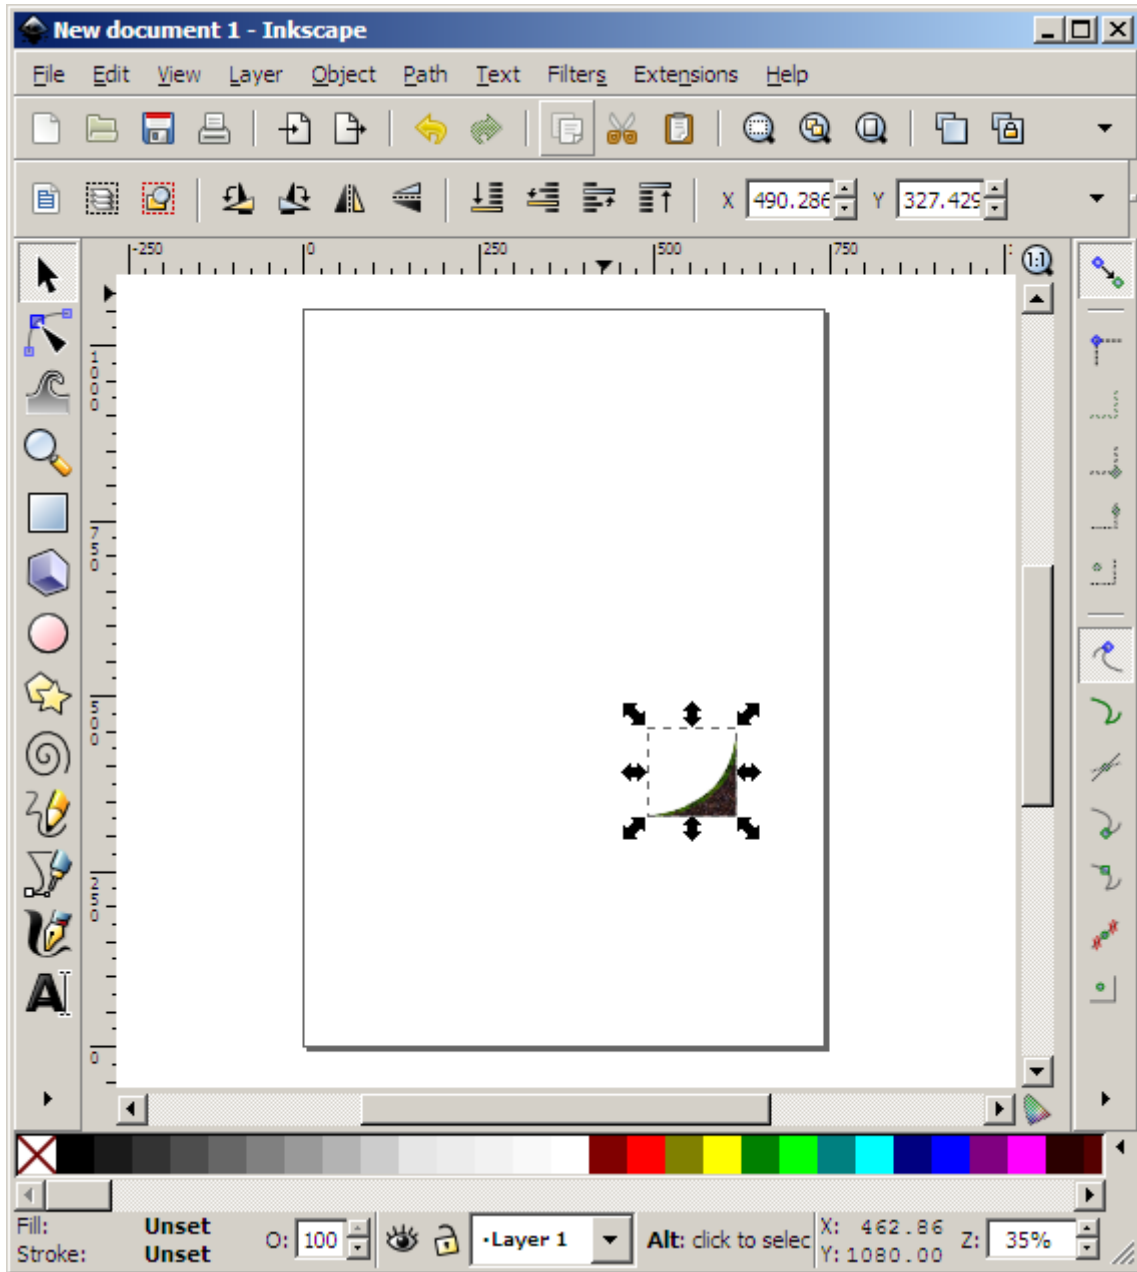 New document 1 - Inkscape
File Edit View Layer Object Path Text Filters Extensions Help
X 490.286 Y 327.429
-250 0 250 500 750
1000
750
500
250
0
1:1
A
Fill: Unset O: 100 Layer 1 Alt: click to selec X: 462.86 Z: 35%
Stroke: Unset Y: 1080.00